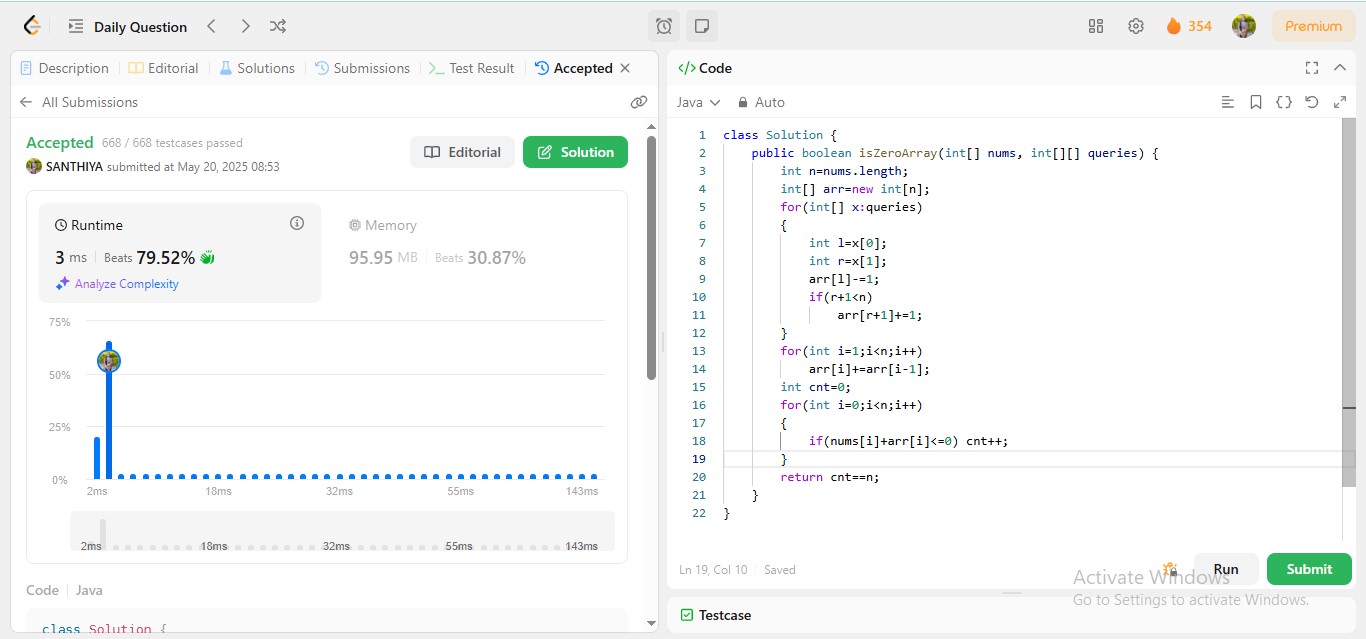 Daily Question
354
Premium
Description
Editorial
Solutions
Submissions
Test Result
Accepted
All Submissions
Accepted 668 / 668 testcases passed
SANTHIYA submitted at May 20, 2025 08:53
Editorial
Solution
Runtime
3 ms Beats 79.52%
Analyze Complexity
Memory
95.95 MB Beats 30.87%
75%
50%
25%
0%
2ms 18ms 32ms 55ms 143ms
2ms 18ms 32ms 55ms 143ms
Code Java
class Solution {
</> Code
Java Auto
1 class Solution {
2 public boolean isZeroArray(int[] nums, int[][] queries) {
3 int n=nums.length;
4 int[] arr=new int[n];
5 for(int[] x:queries)
6 {
7 int l=x[0];
8 int r=x[1];
9 arr[l]-=1;
10 if(r+1<n)
11 arr[r+1]+=1;
12 }
13 for(int i=1;i<n;i++)
14 arr[i]+=arr[i-1];
15 int cnt=0;
16 for(int i=0;i<n;i++)
17 {
18 if(nums[i]+arr[i]<=0) cnt++;
19 }
20 return cnt==n;
21 }
22 }
Ln 19, Col 10 Saved
Run
Submit
Activate Windows
Go to Settings to activate Windows.
Testcase